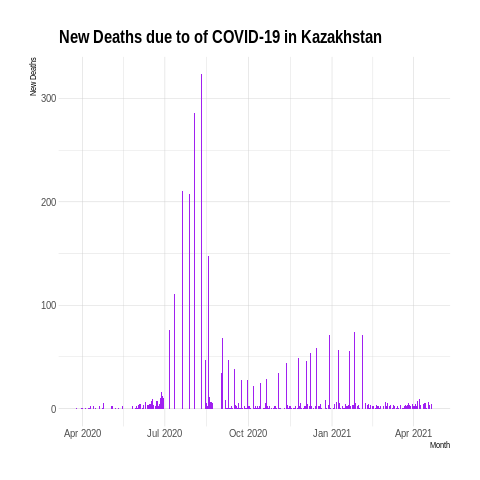 New Deaths due to of COVID-19 in Kazakhstan
New Deaths
300
200
100
0
Apr 2020 Jul 2020 Oct 2020 Jan 2021 Apr 2021
Month